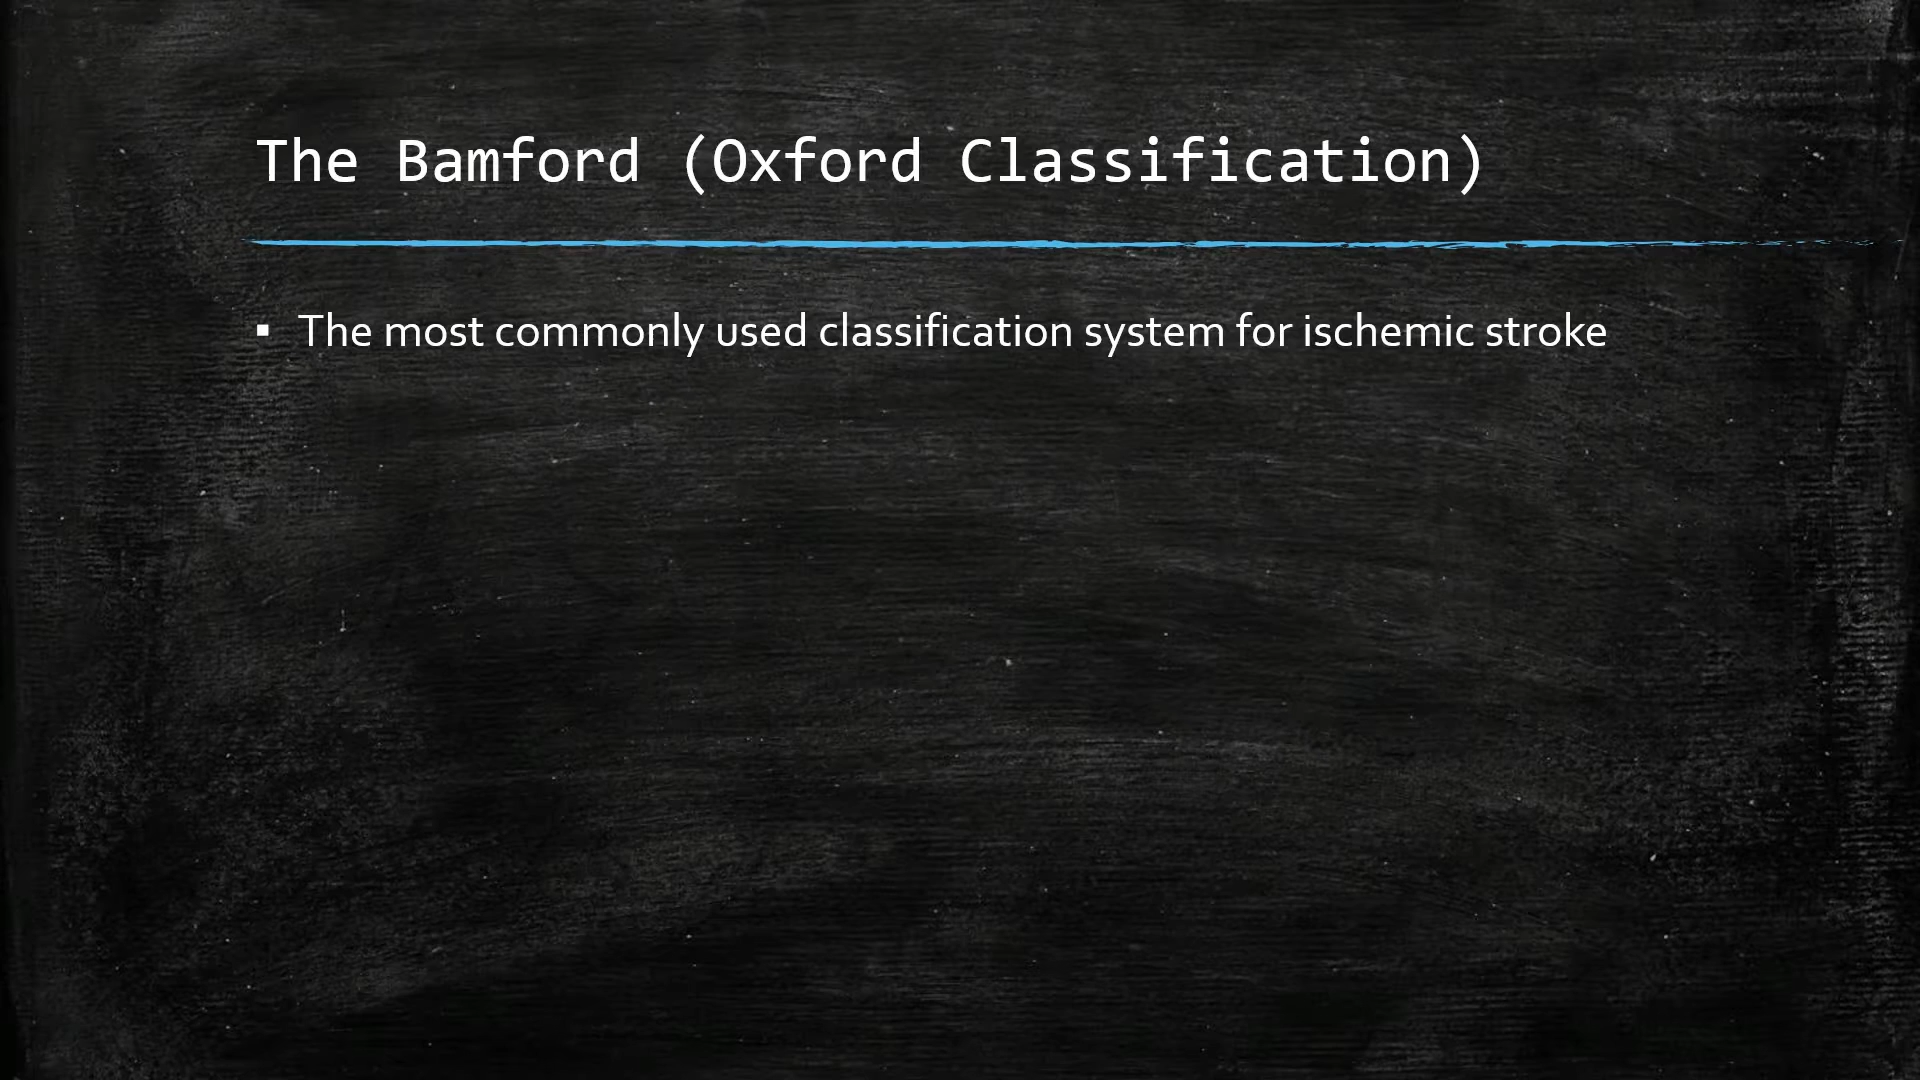 The Bamford (Oxford Classification)
▪ The most commonly used classification system for ischemic stroke